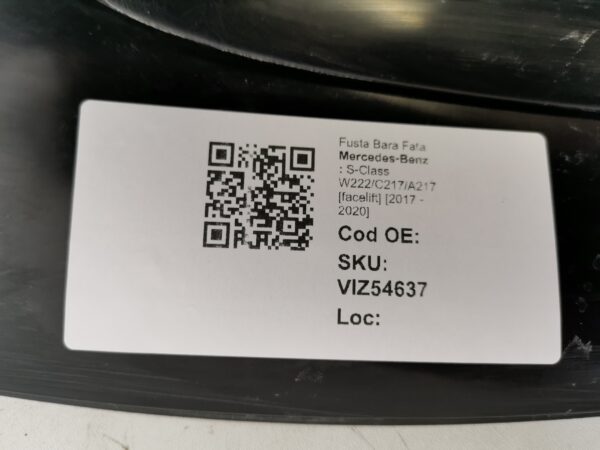 Fusta Bara Fata
Mercedes-Benz
: S-Class
W222/C217/A217
[facelift] [2017 -
2020]
Cod OE:
SKU:
VIZ54637
Loc: